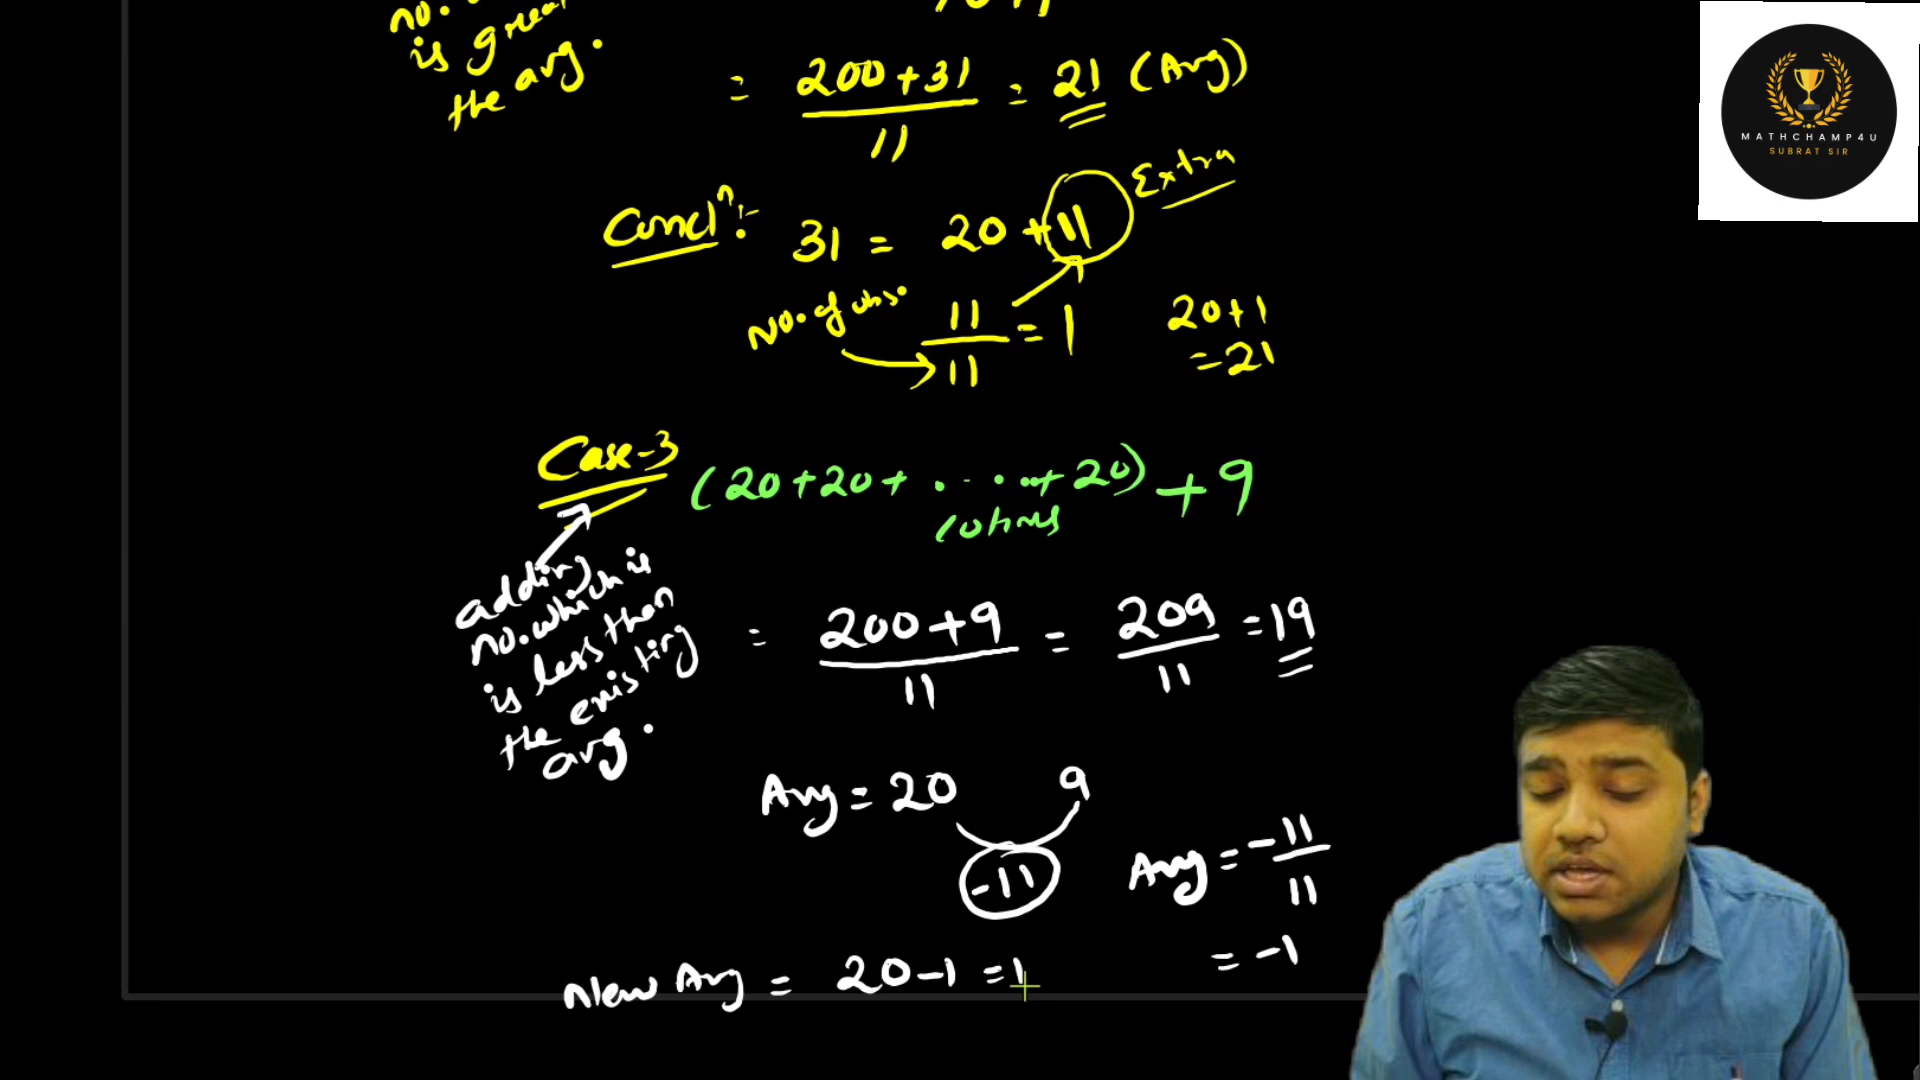 no.
is great
the avg.
= 200+31 / 11 = 21 (Avg)
Concl^n :- 31 = 20 + 11 Extra
No. of obs. 11 / 11 = 1
20+1
= 21
Case-3 (20+20+ . . . . + 20) + 9
10 times
adding
no. which is
is less than
the existing
avg.
= 200+9 / 11 = 209 / 11 = 19
Avg = 20 9
-11
Avg = -11 / 11
= -1
New Avg = 20-1 = 1
MATHCHAMP4U
SUBRAT SIR